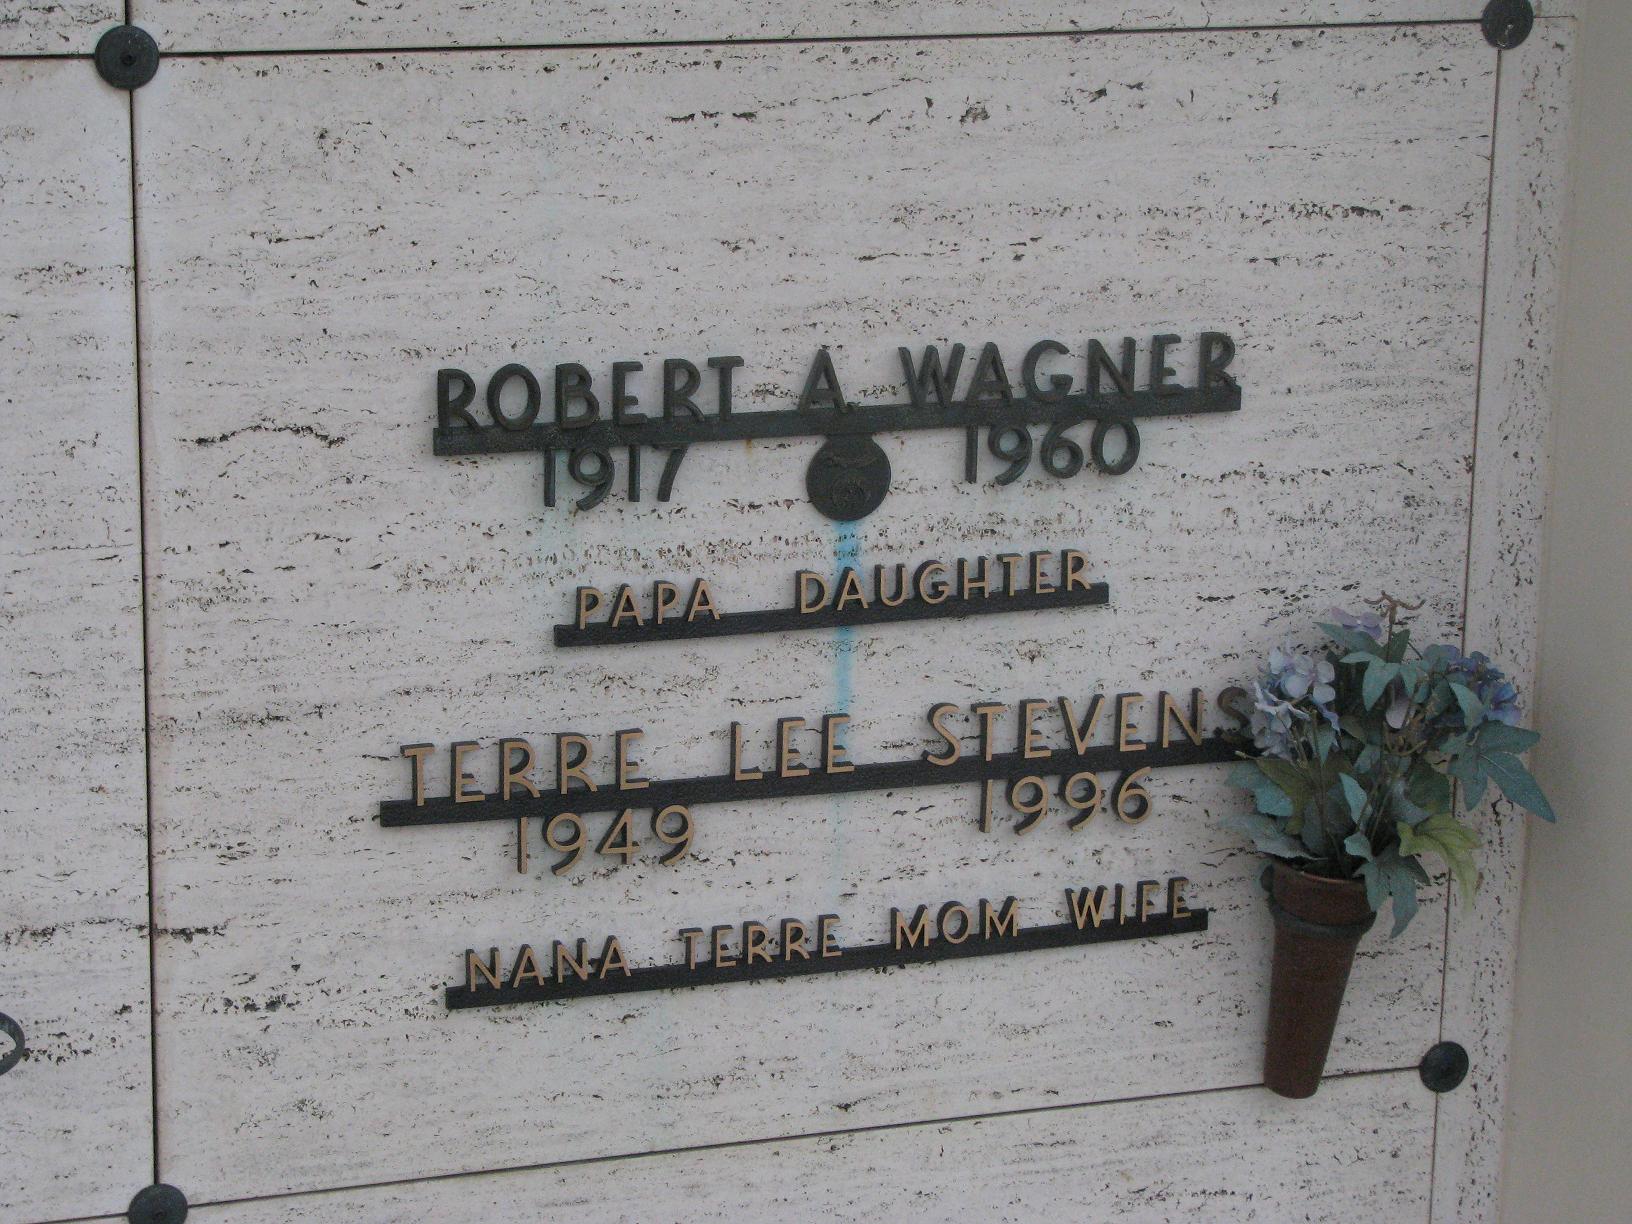 ROBERT A. WAGNER
1917 1960
PAPA DAUGHTER
TERRE LEE STEVENS
1949 1996
NANA TERRE MOM WIFE